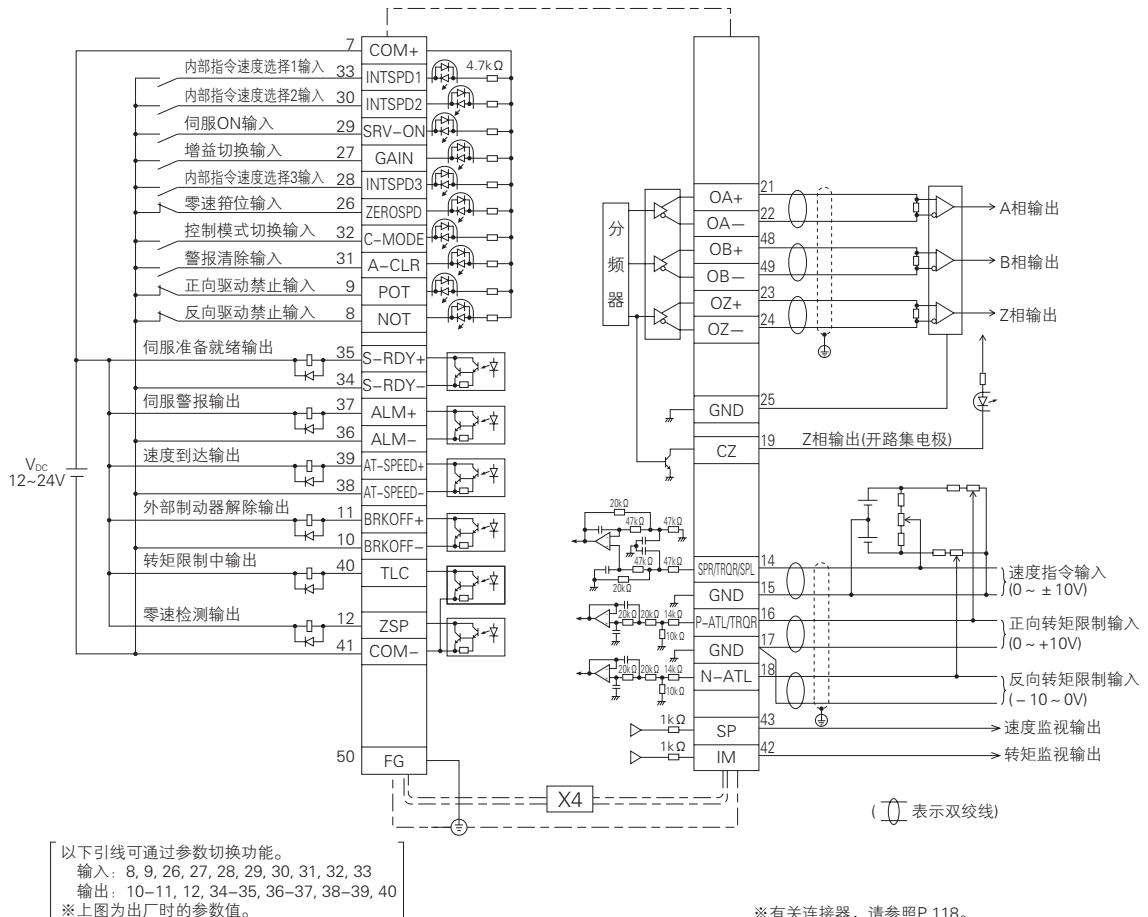 7 COM+
内部指令速度选择1输入 33 INTSPD1 4.7kΩ
内部指令速度选择2输入 30 INTSPD2
伺服ON输入 29 SRV-ON
增益切换输入 27 GAIN
内部指令速度选择3输入 28 INTSPD3
零速箝位输入 26 ZEROSPD
控制模式切换输入 32 C-MODE
警报清除输入 31 A-CLR
正向驱动禁止输入 9 POT
反向驱动禁止输入 8 NOT
伺服准备就绪输出 35 S-RDY+
34 S-RDY-
伺服警报输出 37 ALM+
36 ALM-
速度到达输出 39 AT-SPEED+
38 AT-SPEED-
外部制动器解除输出 11 BRKOFF+
10 BRKOFF-
转矩限制中输出 40 TLC
零速检测输出 12 ZSP
41 COM-
50 FG
VDC
12~24V
X4
分频器
OA+ 21 A相输出
OA- 22
OB+ 48 B相输出
OB- 49
OZ+ 23 Z相输出
OZ- 24
GND 25
CZ 19 Z相输出(开路集电极)
20kΩ
47kΩ 47kΩ
47kΩ 47kΩ
20kΩ
SPR/TRQR/SPL 14 速度指令输入
GND 15 (0~±10V)
20kΩ 20kΩ 14kΩ P-ATL/TRQR 16 正向转矩限制输入
10kΩ GND 17 (0~+10V)
20kΩ 20kΩ 14kΩ N-ATL 18 反向转矩限制输入
10kΩ (-10~0V)
1kΩ SP 43 速度监视输出
1kΩ IM 42 转矩监视输出
( 表示双绞线)
以下引线可通过参数切换功能。
输入：8, 9, 26, 27, 28, 29, 30, 31, 32, 33
输出：10-11, 12, 34-35, 36-37, 38-39, 40
※上图为出厂时的参数值。
※有关连接器，请参照P.118。